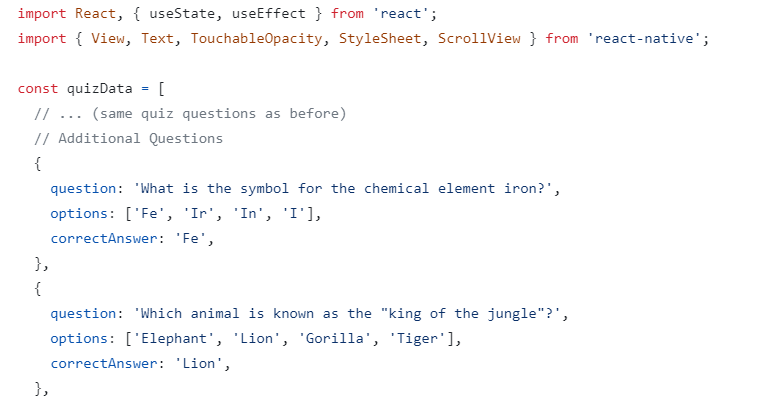 import React, { useState, useEffect } from 'react';
import { View, Text, TouchableOpacity, StyleSheet, ScrollView } from 'react-native';

const quizData = [
  // ... (same quiz questions as before)
  // Additional Questions
  {
    question: 'What is the symbol for the chemical element iron?',
    options: ['Fe', 'Ir', 'In', 'I'],
    correctAnswer: 'Fe',
  },
  {
    question: 'Which animal is known as the "king of the jungle"?',
    options: ['Elephant', 'Lion', 'Gorilla', 'Tiger'],
    correctAnswer: 'Lion',
  },